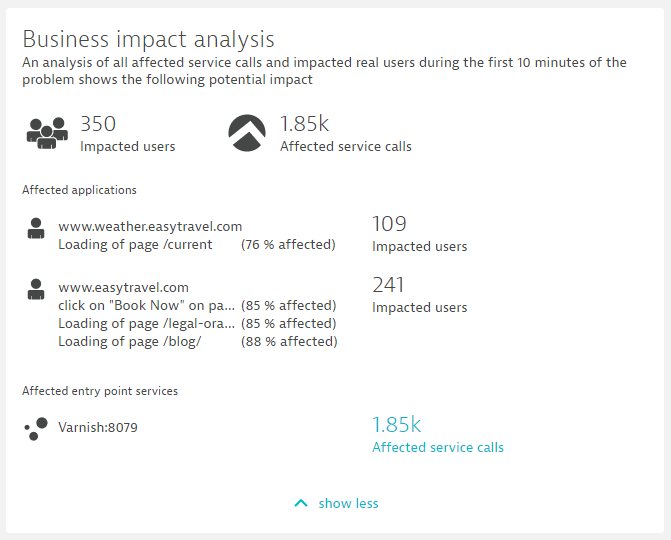 Business impact analysis
An analysis of all affected service calls and impacted real users during the first 10 minutes of the
problem shows the following potential impact
350
Impacted users
1.85k
Affected service calls
Affected applications
www.weather.easytravel.com
Loading of page /current (76 % affected)
109
Impacted users
www.easytravel.com
click on "Book Now" on pa... (85 % affected)
Loading of page /legal-ora... (85 % affected)
Loading of page /blog/ (88 % affected)
241
Impacted users
Affected entry point services
Varnish:8079
1.85k
Affected service calls
show less